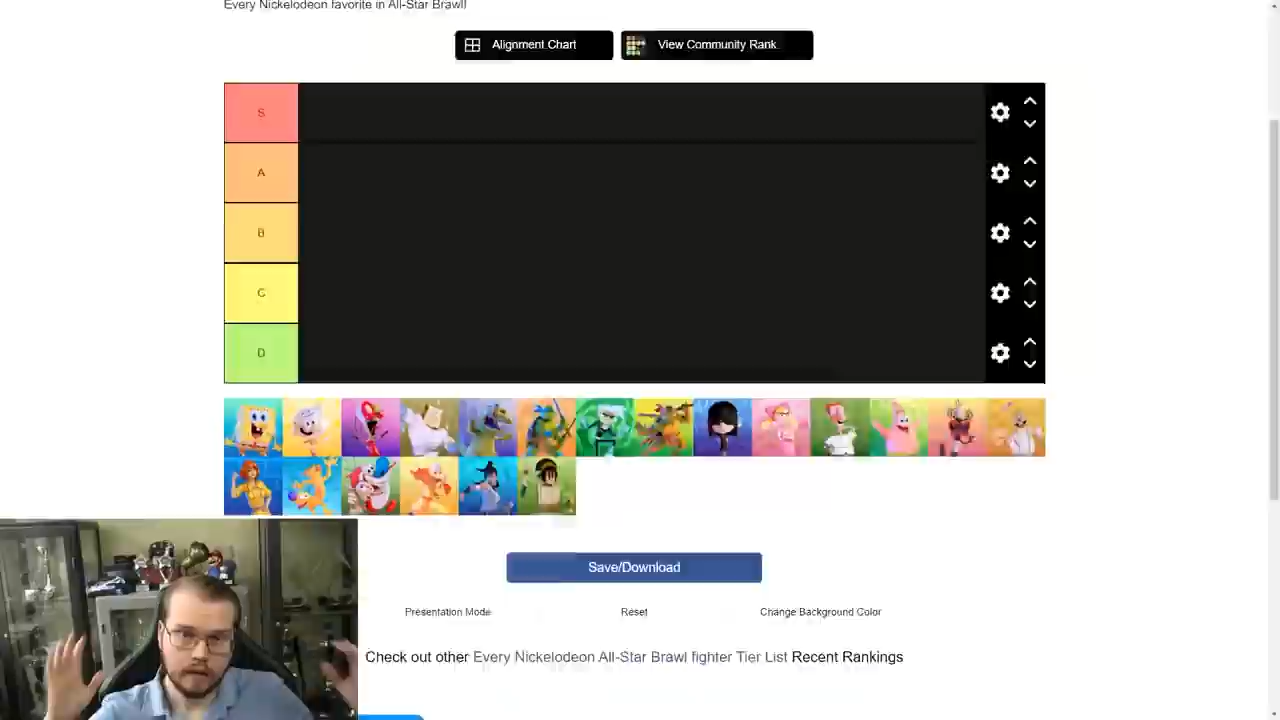 Every Nickelodeon favorite in All-Star Brawl!
Alignment Chart
View Community Rank
S
A
B
C
D
Save/Download
Presentation Mode
Reset
Change Background Color
Check out other Every Nickelodeon All-Star Brawl fighter Tier List Recent Rankings